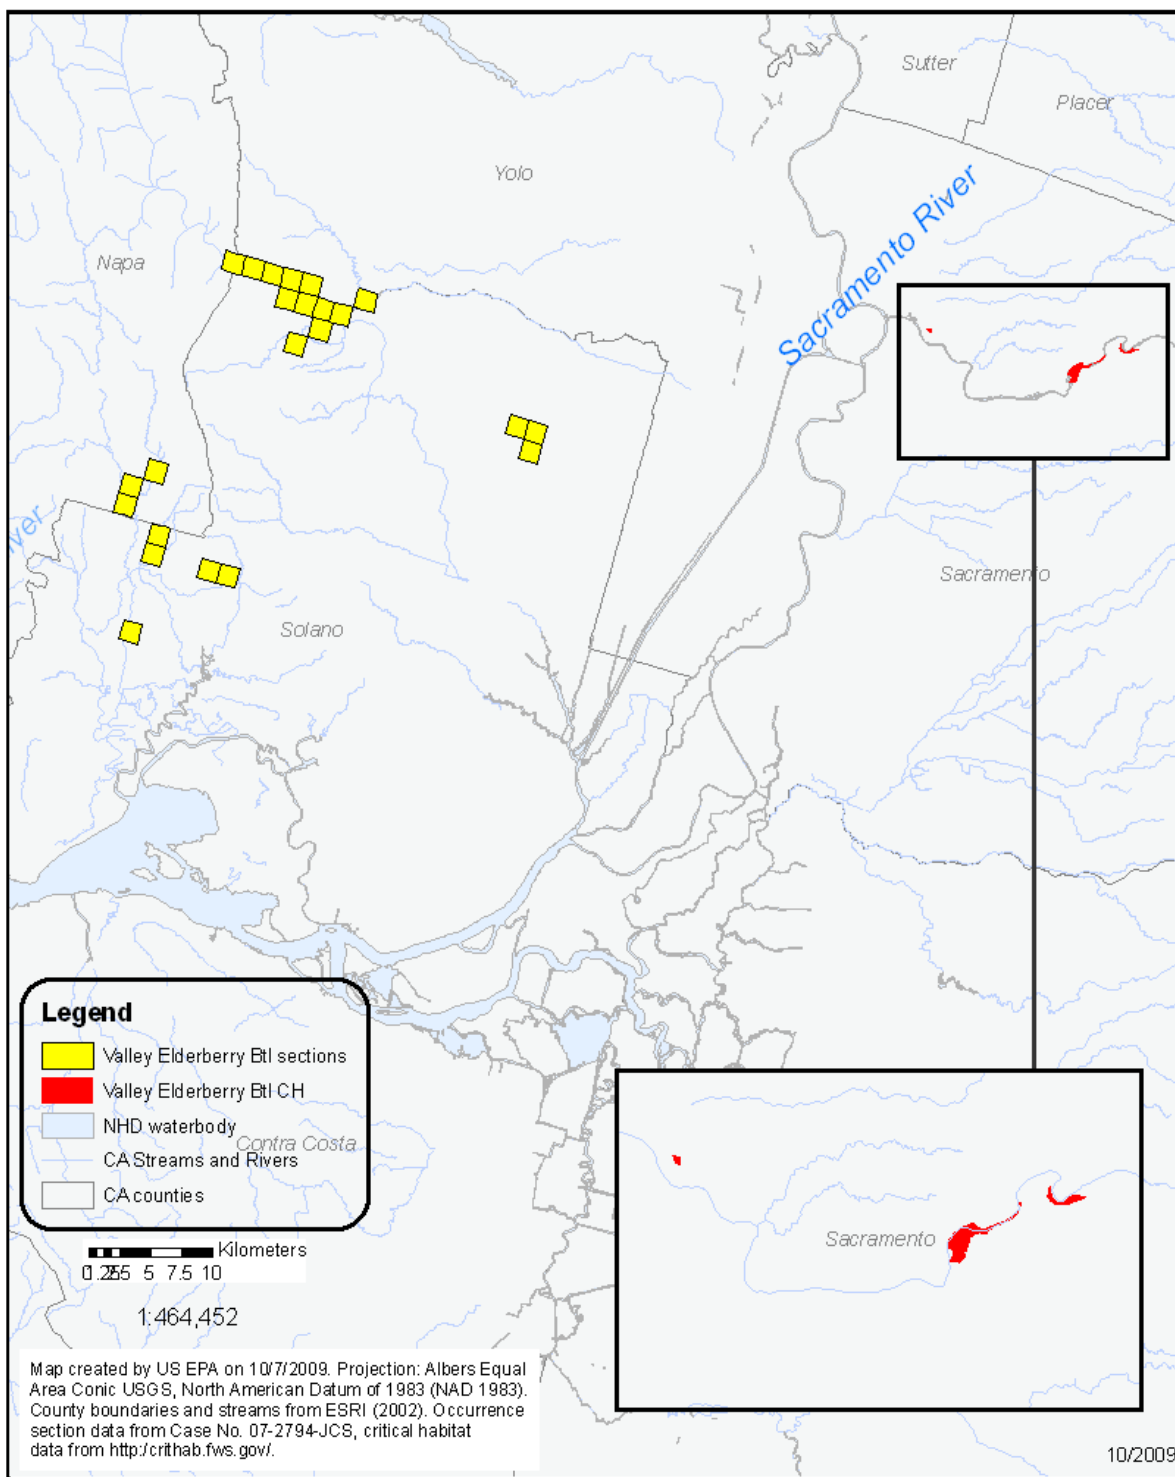 Sutter
Placer
Yolo
Sacramento River
Napa
River
Sacramento
Solano
Legend
Valley Elderberry Btl sections
Valley Elderberry Btl CH
NHD waterbody
Contra Costa
CA Streams and Rivers
CA counties
Sacramento
Kilometers
5 7.5 10
1:464,452
Map created by US EPA on 10/7/2009. Projection: Albers Equal
Area Conic USGS, North American Datum of 1983 (NAD 1983).
County boundaries and streams from ESRI (2002). Occurrence
section data from Case No. 07-2794-JCS, critical habitat
data from http:/crithab.fws.gov/.
10/2009